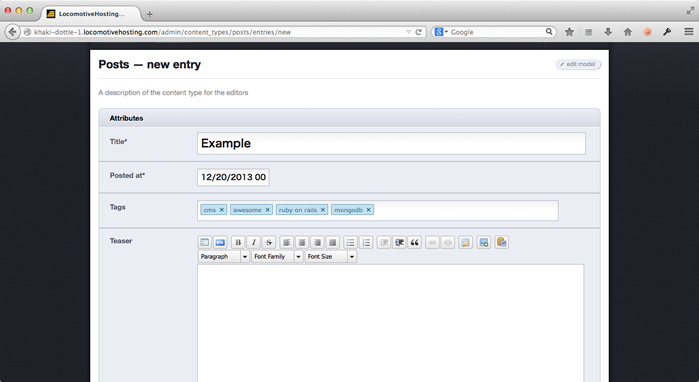 LocomotiveHosting...
khaki-dottie-1.locomotivehosting.com/admin/content_types/posts/entries/new
Google
Posts — new entry
edit model
A description of the content type for the editors
Attributes
Title*
Example
Posted at*
12/20/2013 00
Tags
cms × awesome × ruby on rails × mongodb ×
Teaser
B I S
Paragraph Font Family Font Size